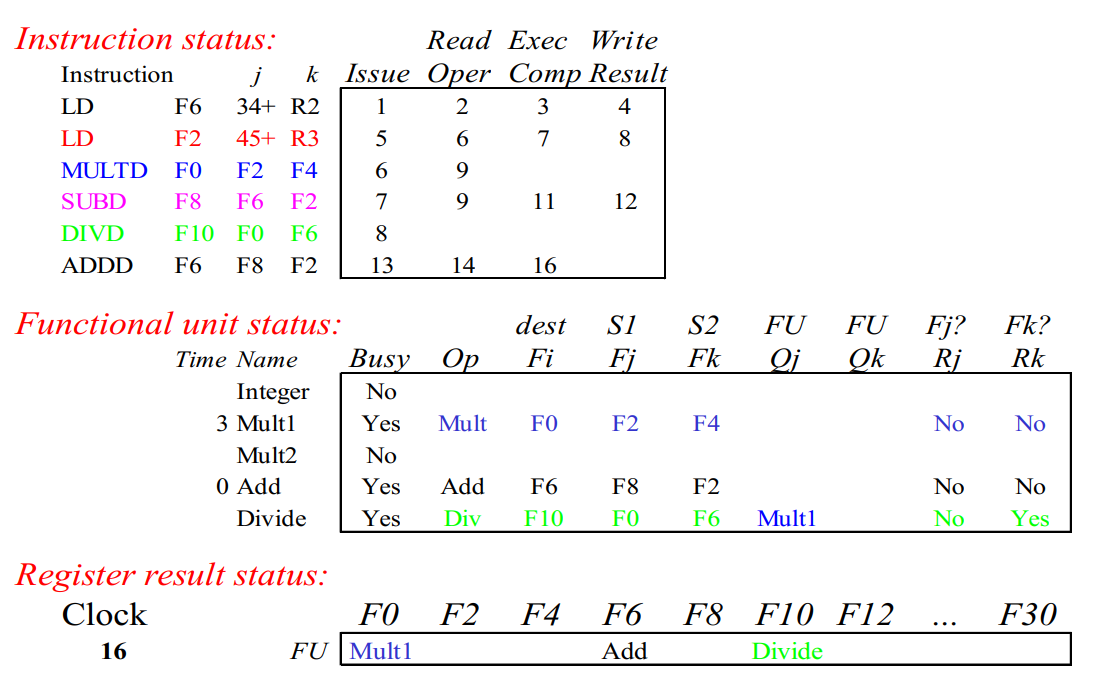 Instruction status: Read Exec Write
Instruction j k Issue Oper Comp Result
LD F6 34+ R2 1 2 3 4
LD F2 45+ R3 5 6 7 8
MULTD F0 F2 F4 6 9
SUBD F8 F6 F2 7 9 11 12
DIVD F10 F0 F6 8
ADDD F6 F8 F2 13 14 16
Functional unit status: dest S1 S2 FU FU Fj? Fk?
Time Name Busy Op Fi Fj Fk Qj Qk Rj Rk
Integer No
3 Mult1 Yes Mult F0 F2 F4 No No
Mult2 No
0 Add Yes Add F6 F8 F2 No No
Divide Yes Div F10 F0 F6 Mult1 No Yes
Register result status:
Clock F0 F2 F4 F6 F8 F10 F12 ... F30
16 FU Mult1 Add Divide